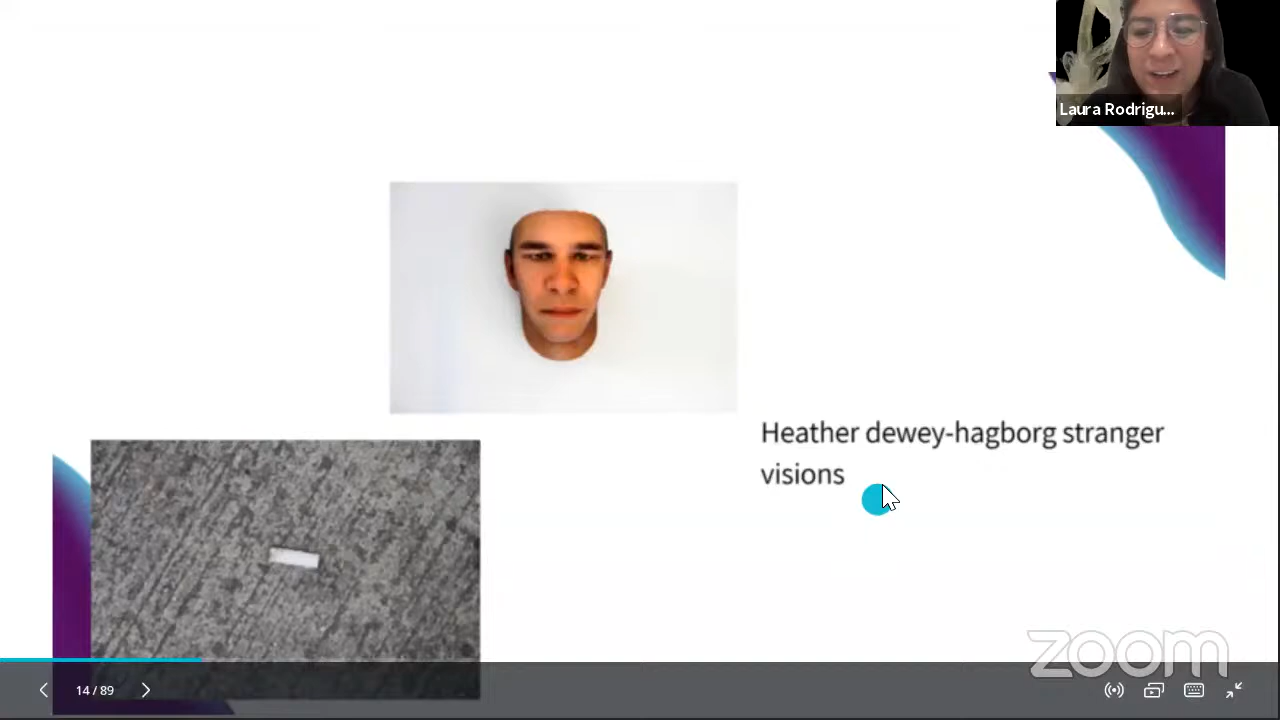 Laura Rodrigu...
Heather dewey-hagborg stranger
visions
zoom
14 / 89